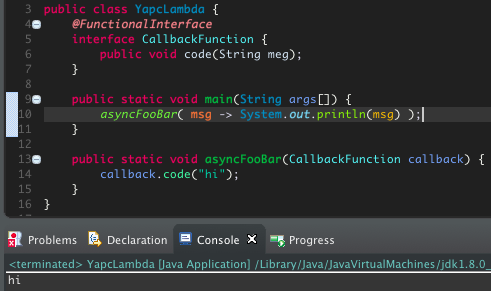 3 public class YapcLambda {
4 @FunctionalInterface
5 interface CallbackFunction {
6 public void code(String meg);
7 }
8
9 public static void main(String args[]) {
10 asyncFooBar( msg -> System.out.println(msg) );
11 }
12
13 public static void asyncFooBar(CallbackFunction callback) {
14 callback.code("hi");
15 }
16 }
Problems Declaration Console Progress
<terminated> YapcLambda [Java Application] /Library/Java/JavaVirtualMachines/jdk1.8.0_
hi